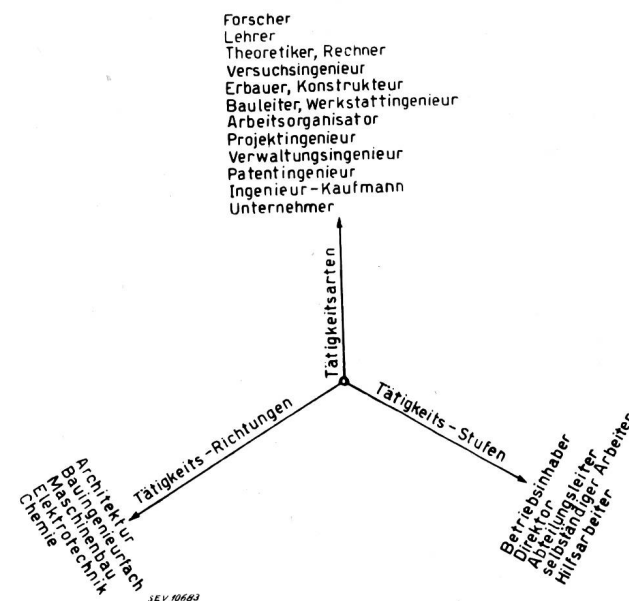 Forscher
Lehrer
Theoretiker, Rechner
Versuchsingenieur
Erbauer, Konstrukteur
Bauleiter, Werkstattingenieur
Arbeitsorganisator
Projektingenieur
Verwaltungsingenieur
Patentingenieur
Ingenieur-Kaufmann
Unternehmer
Tätigkeitsarten
Tätigkeits-Richtungen
Tätigkeits-Stufen
Architektur
Bauingenieurfach
Maschinenbau
Elektrotechnik
Chemie
Betriebsinhaber
Direktor
Abteilungsleiter
selbständiger Arbeiter
Hilfsarbeiter
SEV 10683